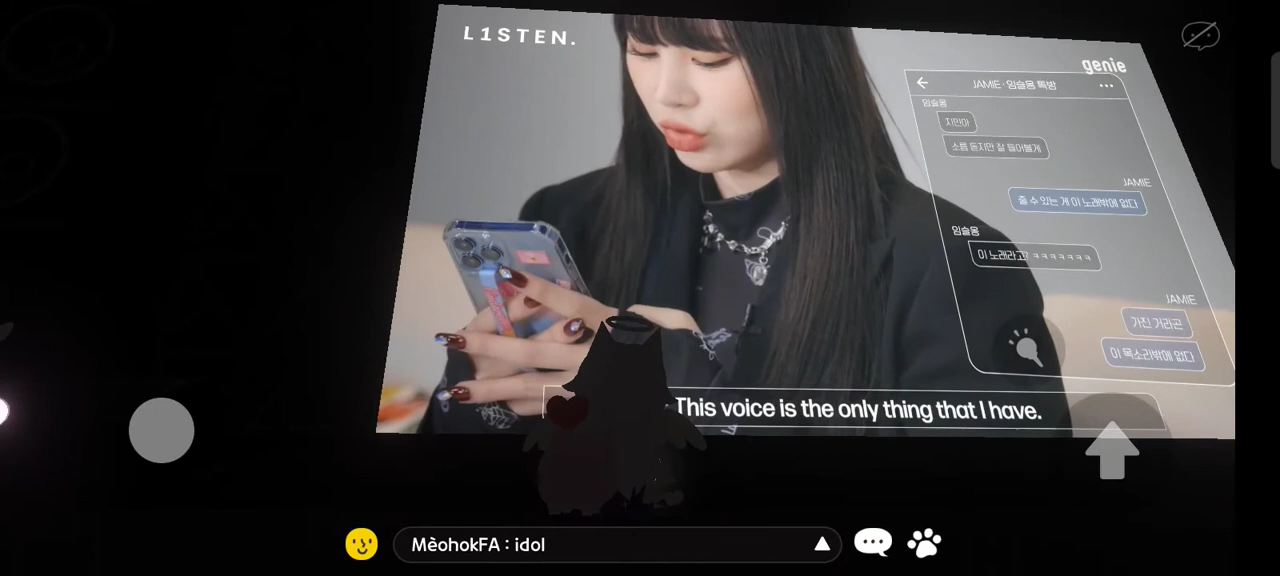 L1STEN.
genie
JAMIE · 임슬옹 톡방
임슬옹
지민아
소름 돋지만 잘 들어볼게
JAMIE
줄 수 있는 게 이 노래밖에 없다
임슬옹
이 노래라고? ㅋㅋㅋㅋㅋㅋㅋ
JAMIE
가진 거라곤
이 목소리밖에 없다
This voice is the only thing that I have.
MèohokFA : idol